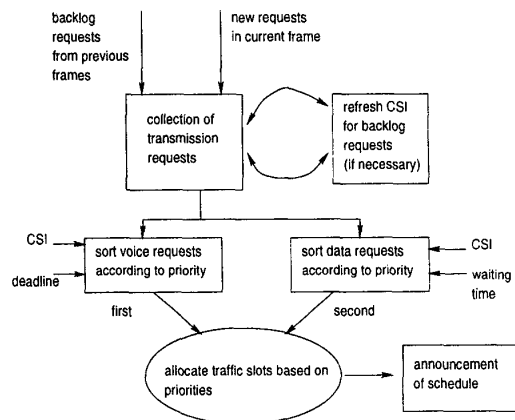 backlog
requests
from previous
frames
new requests
in current frame
collection of
transmission
requests
refresh CSI
for backlog
requests
(if necessary)
CSI
deadline
sort voice requests
according to priority
sort data requests
according to priority
CSI
waiting
time
first
second
allocate traffic slots based on
priorities
announcement
of schedule